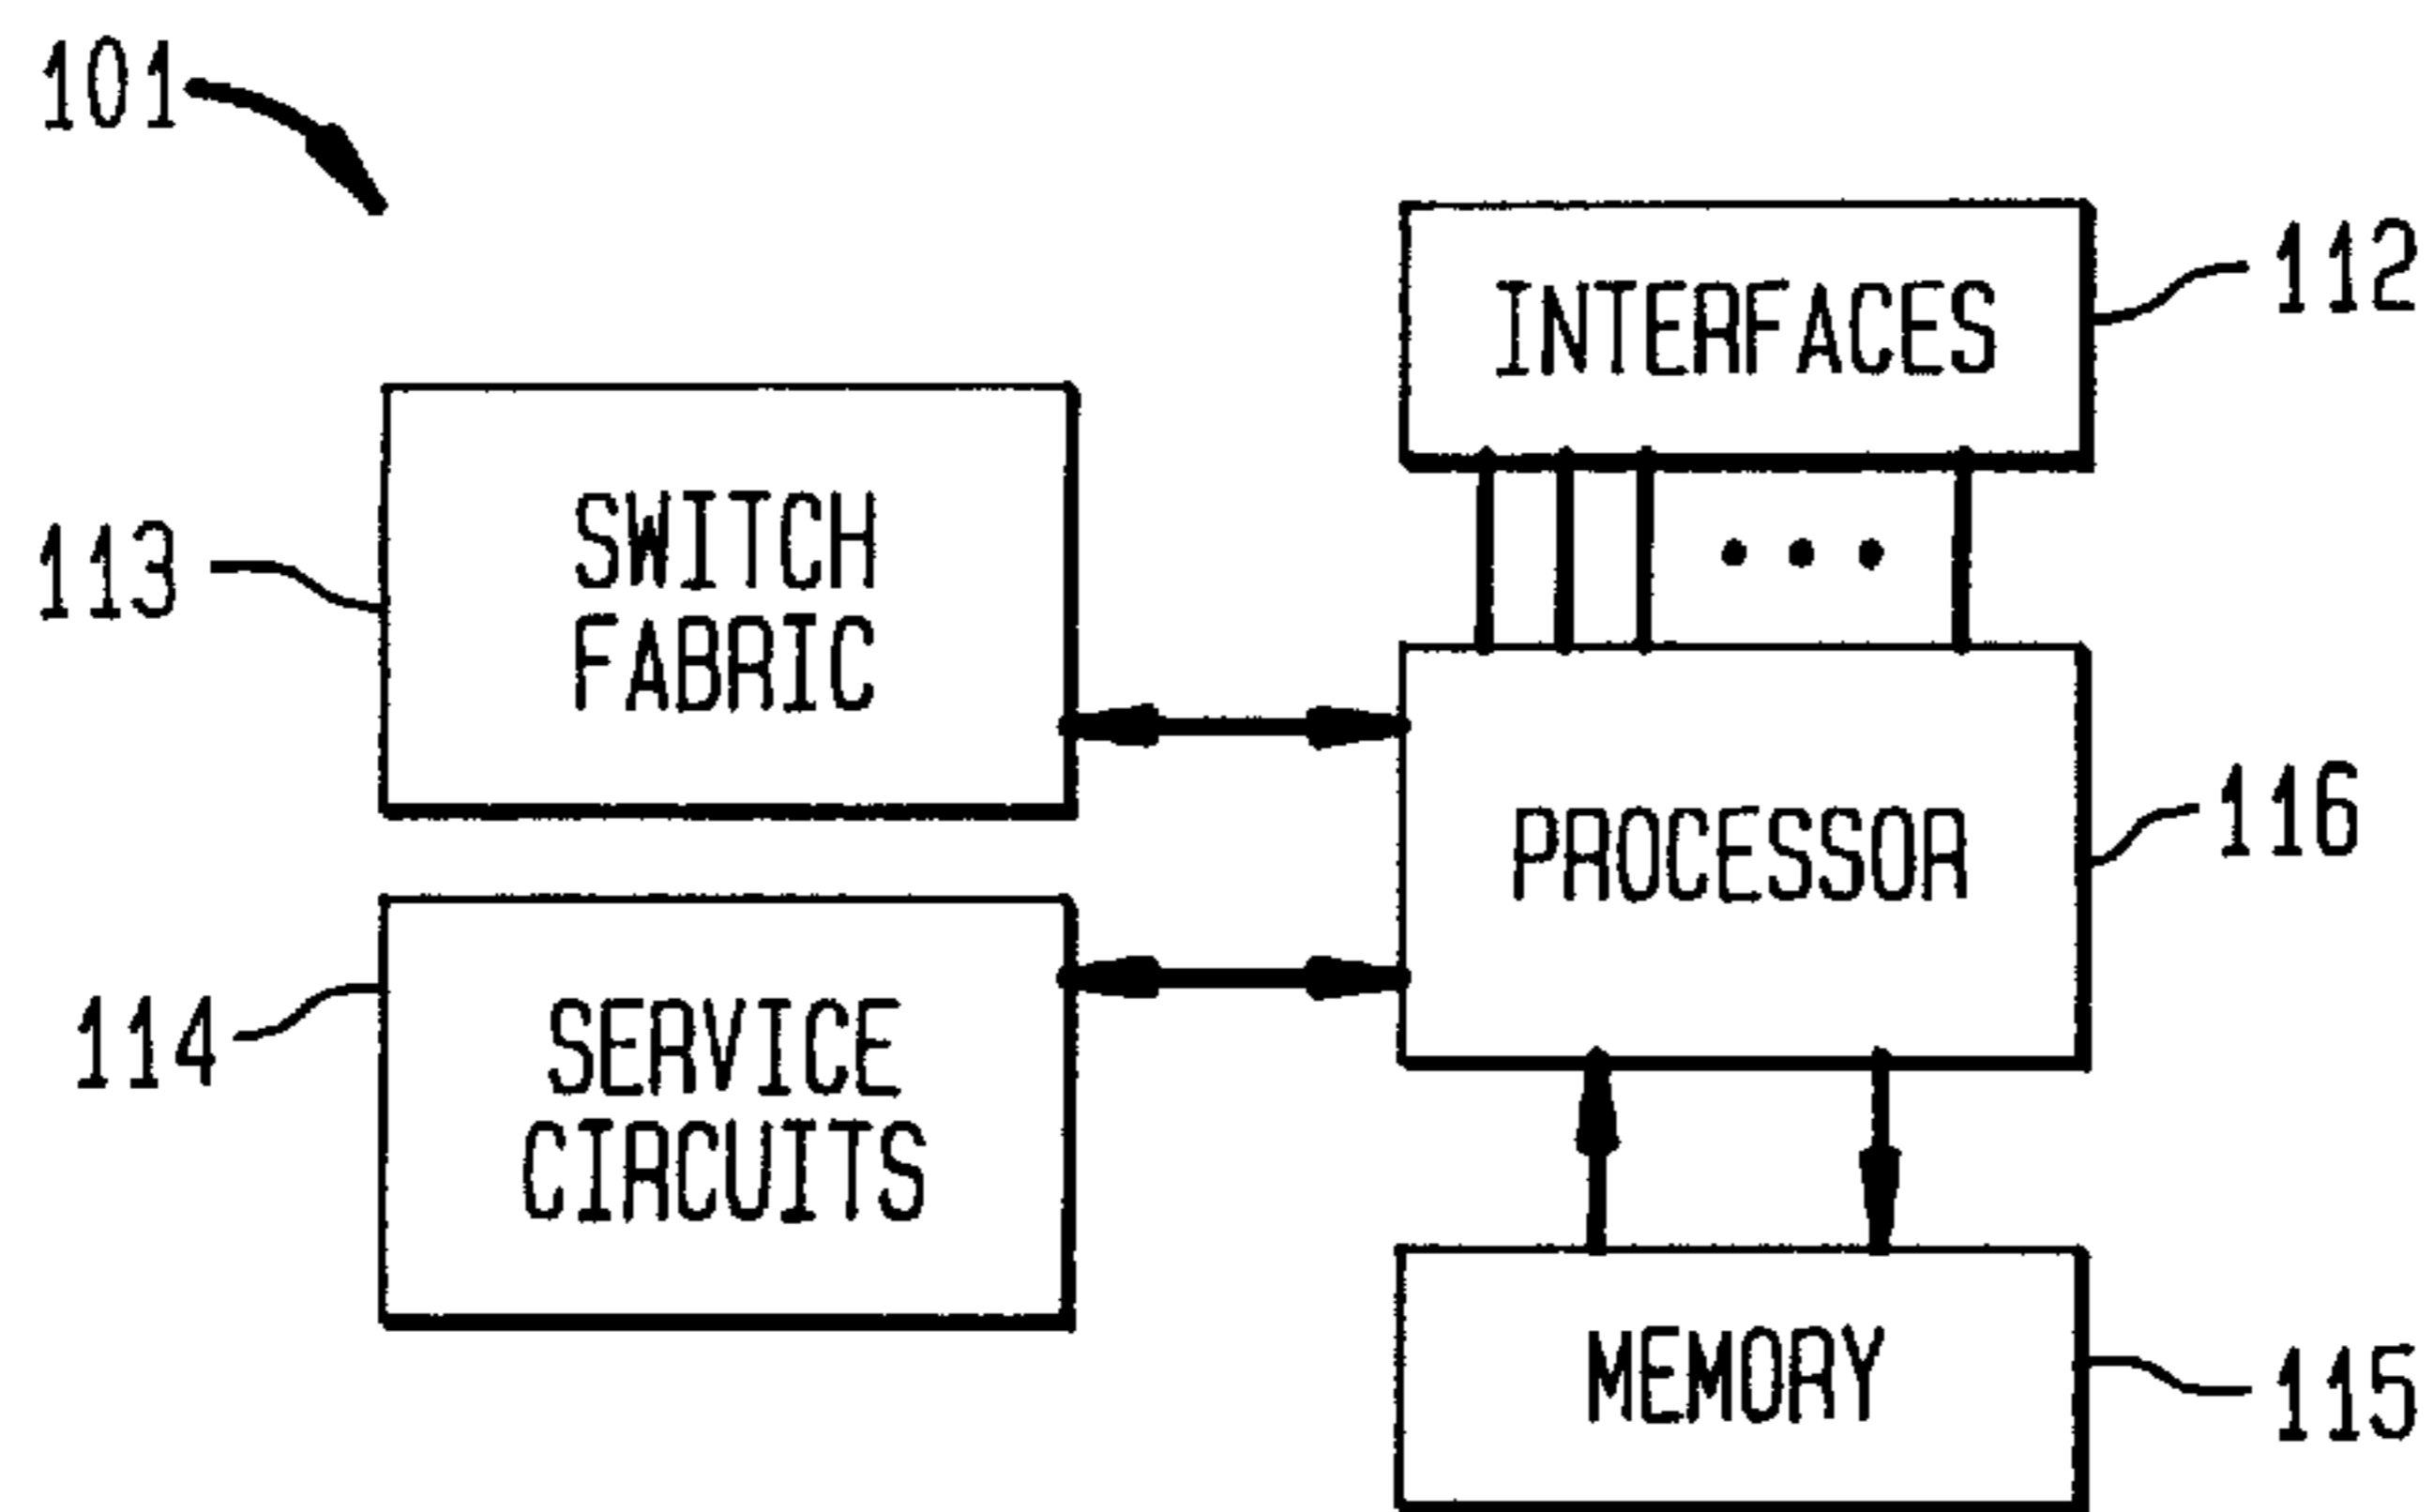 101
INTERFACES
112
SWITCH
FABRIC
113
PROCESSOR
116
SERVICE
CIRCUITS
114
MEMORY
115